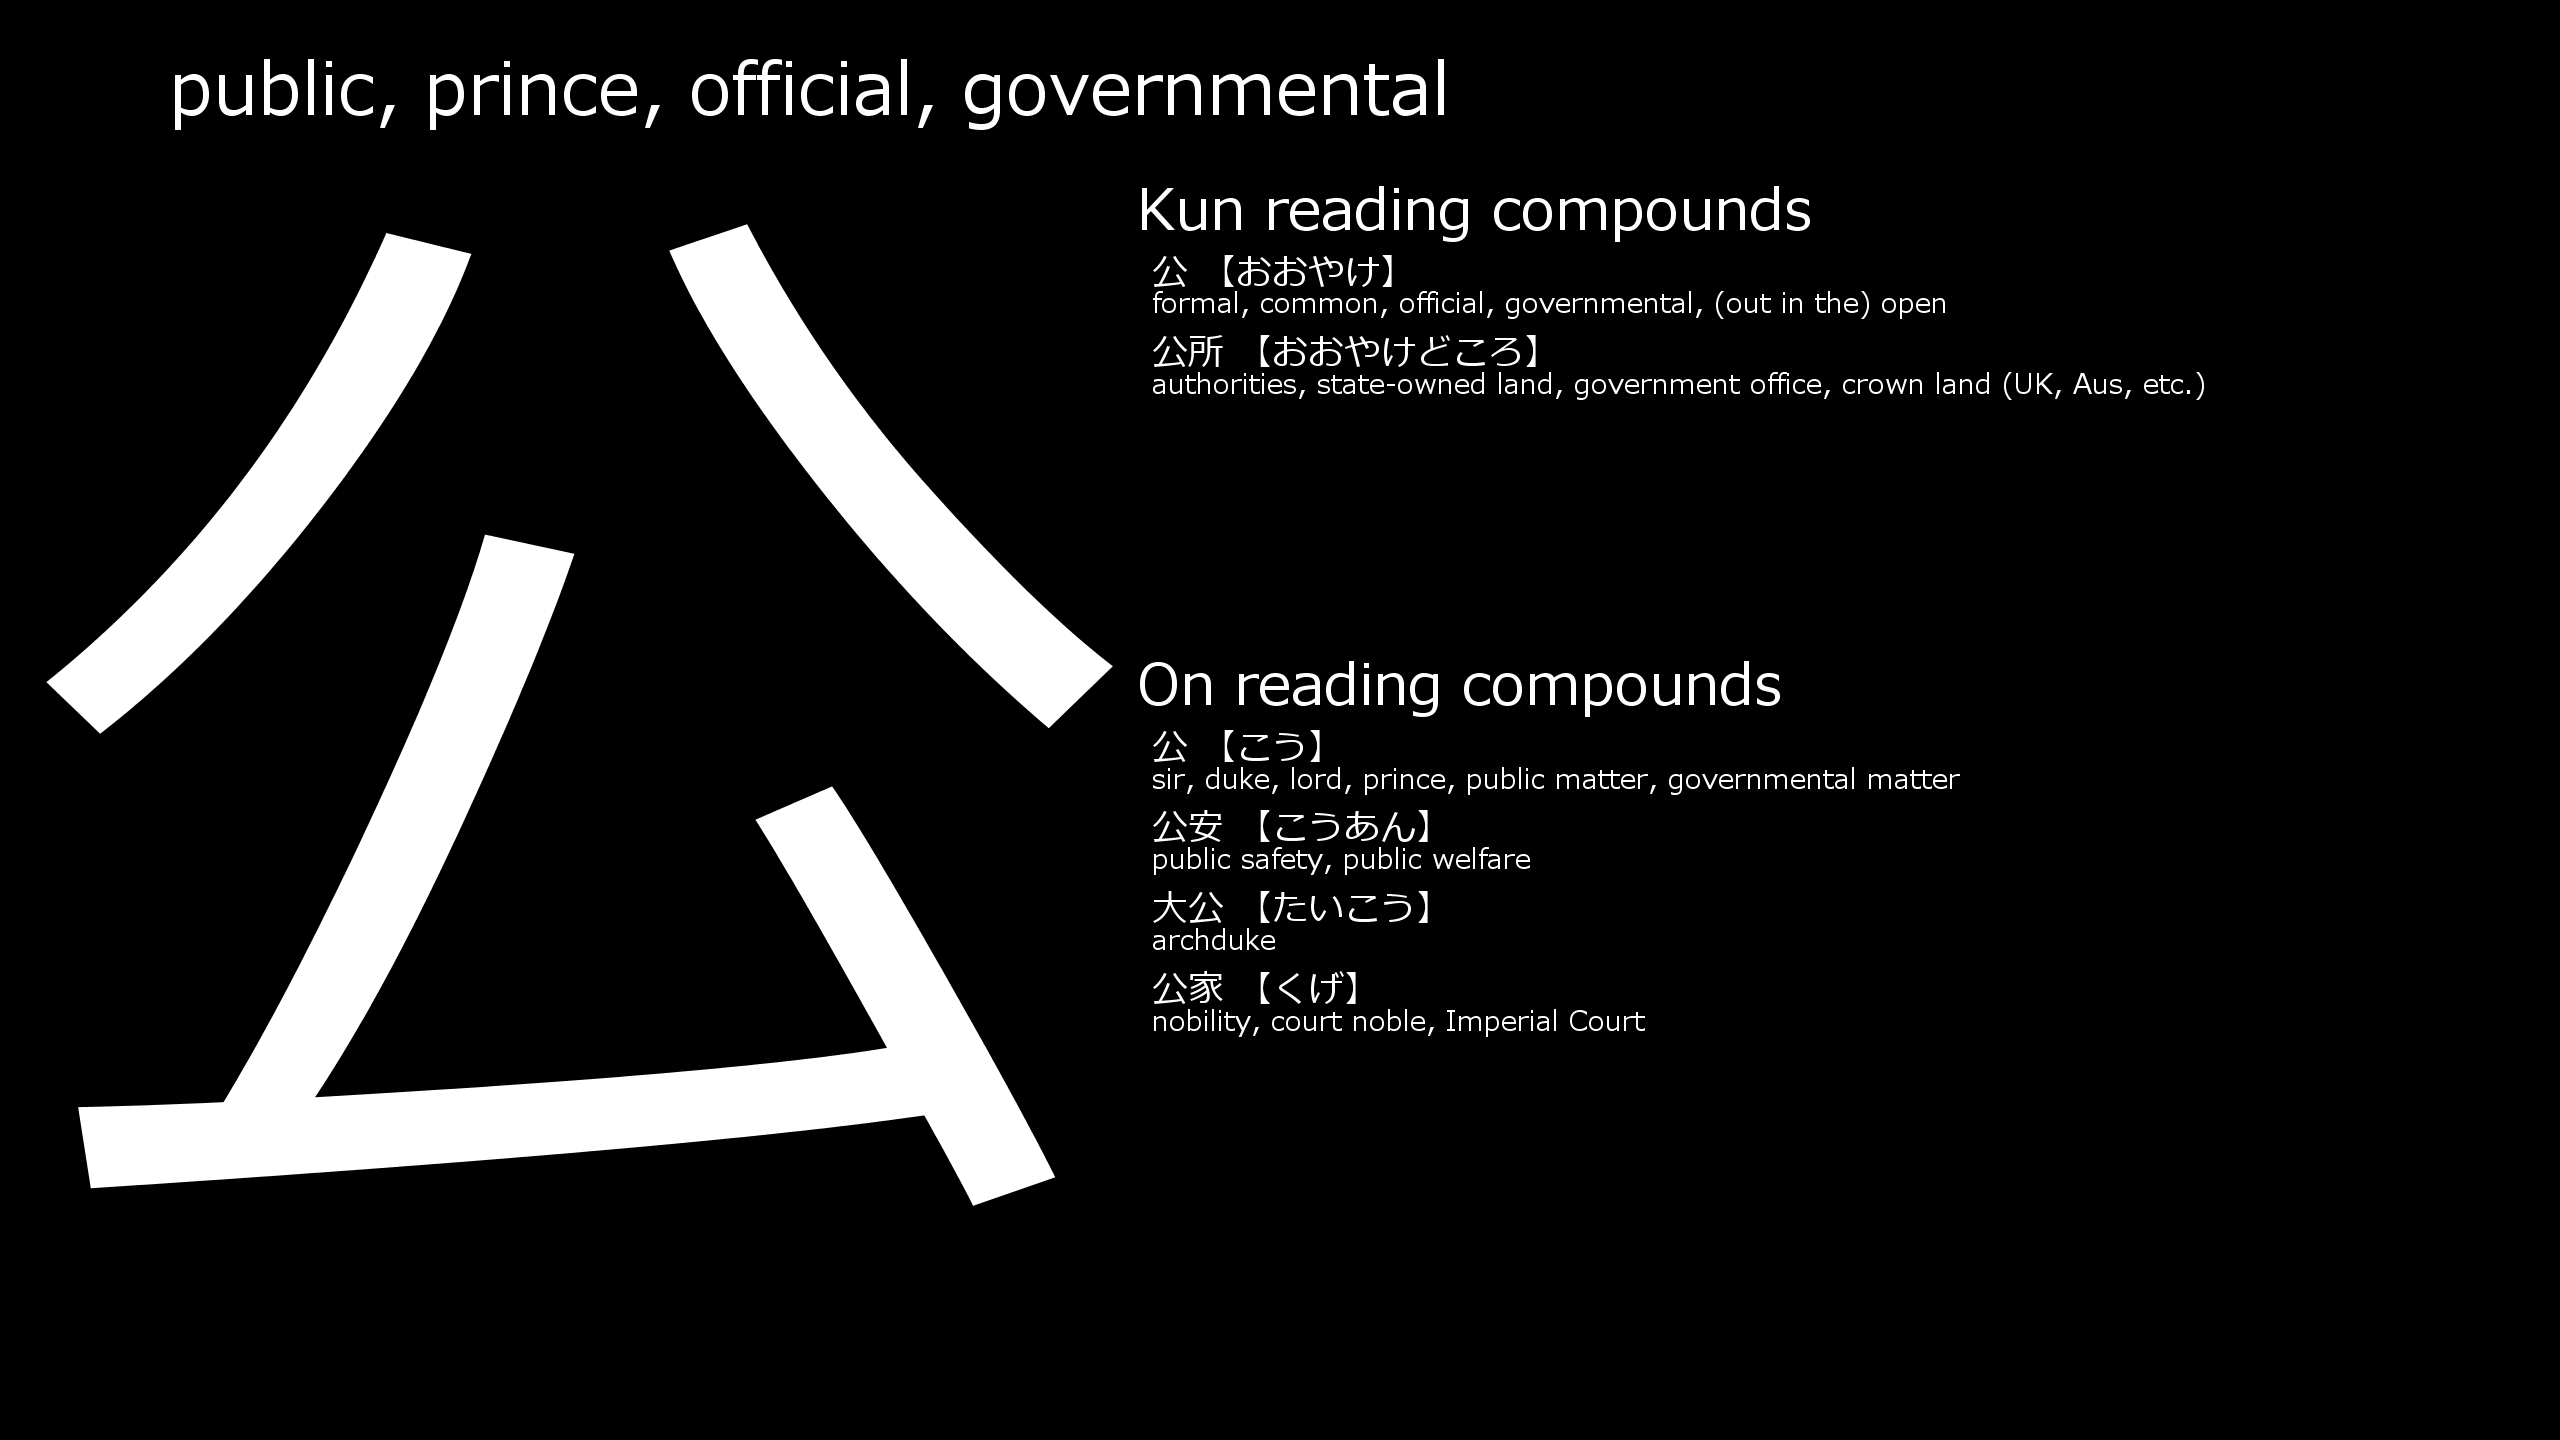 public, prince, official, governmental
公
Kun reading compounds
公 【おおやけ】
formal, common, official, governmental, (out in the) open
公所 【おおやけどころ】
authorities, state-owned land, government office, crown land (UK, Aus, etc.)
On reading compounds
公 【こう】
sir, duke, lord, prince, public matter, governmental matter
公安 【こうあん】
public safety, public welfare
大公 【たいこう】
archduke
公家 【くげ】
nobility, court noble, Imperial Court